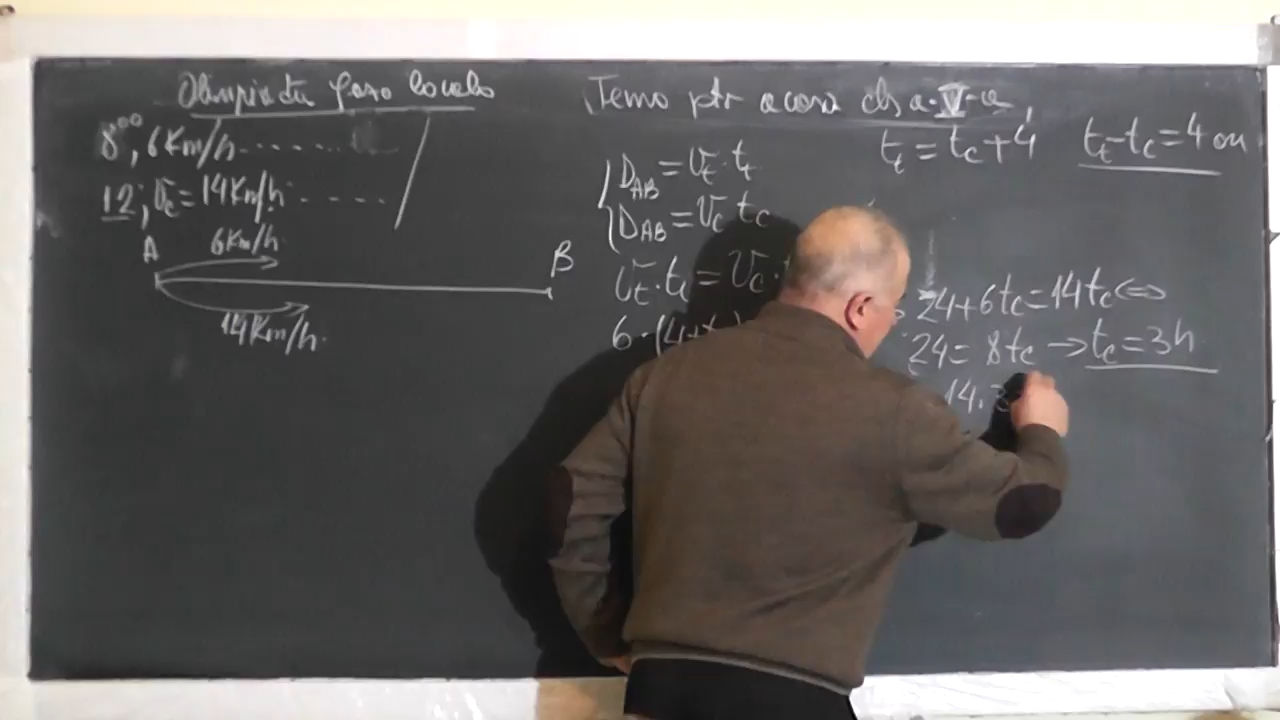 Olimpiada faza locala
8⁰⁰, 6Km/h........
12; Vc = 14Km/h.....
A 6Km/h B
14Km/h.
Tema ptr acasa cls a-V-a
tt = tc+4 tt-tc=4 ore
DAB = Vt · tt
DAB = Vc tc
Vt · tt = Vc ·
6·(4+t
24+6tc=14tc ⇔
24 = 8tc → tc = 3h
14.3